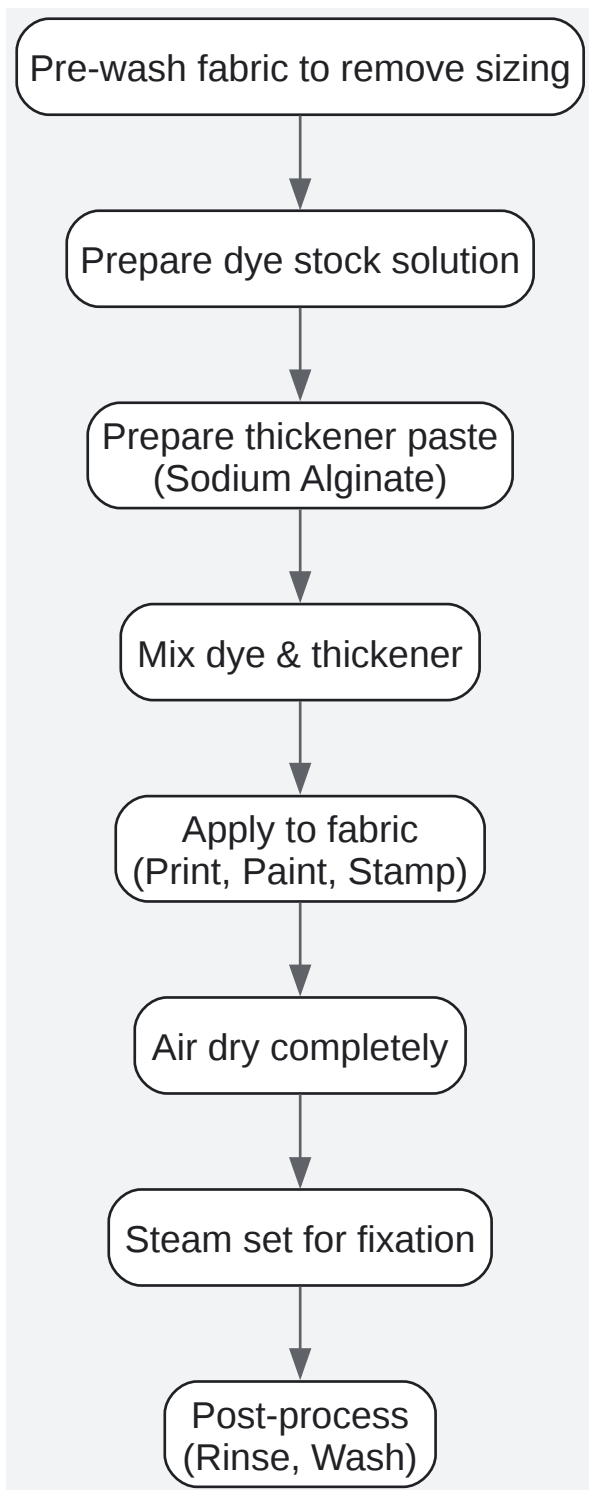 Pre-wash fabric to remove sizing
Prepare dye stock solution
Prepare thickener paste
(Sodium Alginate)
Mix dye & thickener
Apply to fabric
(Print, Paint, Stamp)
Air dry completely
Steam set for fixation
Post-process
(Rinse, Wash)